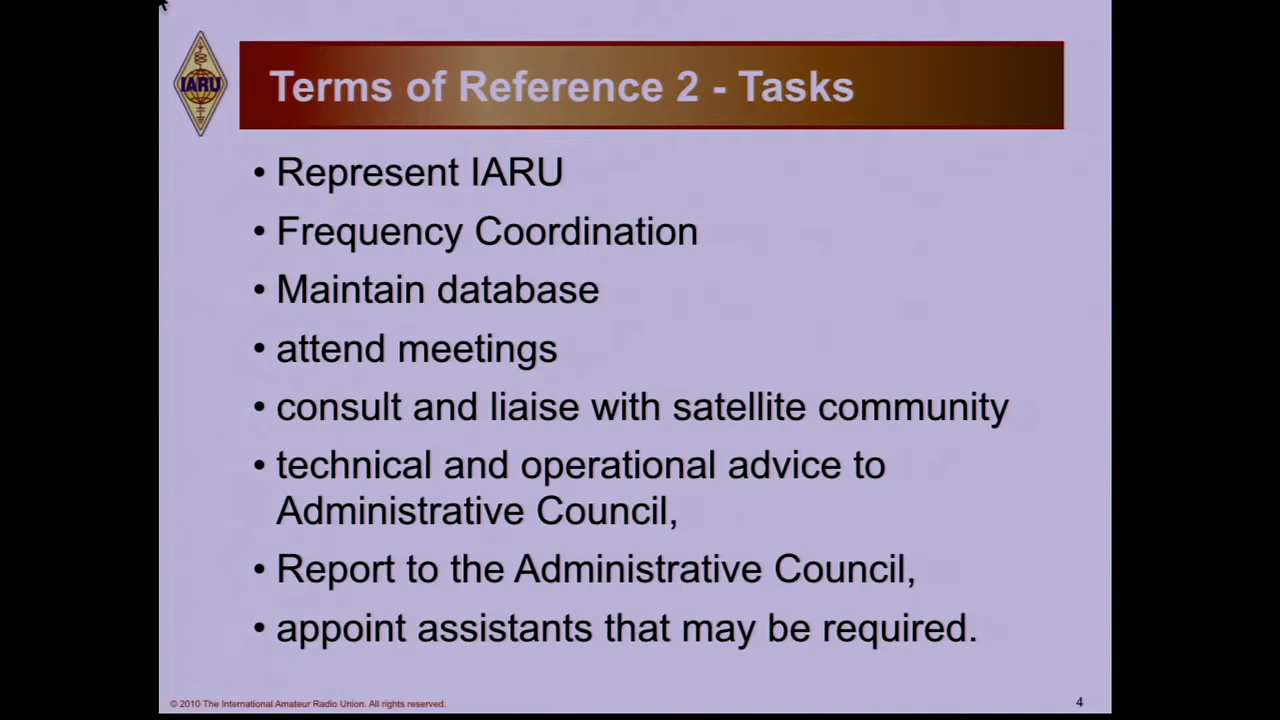 IARU
Terms of Reference 2 - Tasks
• Represent IARU
• Frequency Coordination
• Maintain database
• attend meetings
• consult and liaise with satellite community
• technical and operational advice to
Administrative Council,
• Report to the Administrative Council,
• appoint assistants that may be required.
© 2010 The International Amateur Radio Union. All rights reserved.
4